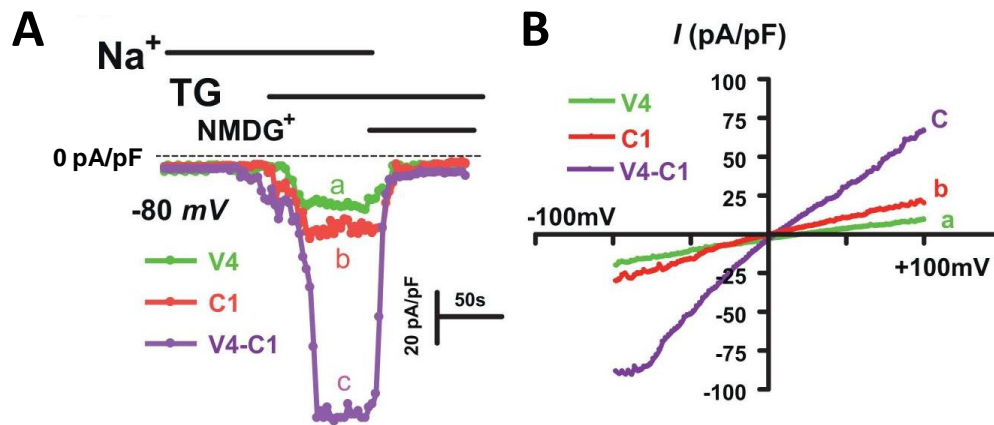 A
Na+
TG
NMDG+
0 pA/pF
-80 mV
a
b
c
V4
C1
V4-C1
20 pA/pF
50s
B
I (pA/pF)
V4
C1
V4-C1
100
75
50
25
-25
-50
-75
-100
-100mV
+100mV
C
b
a